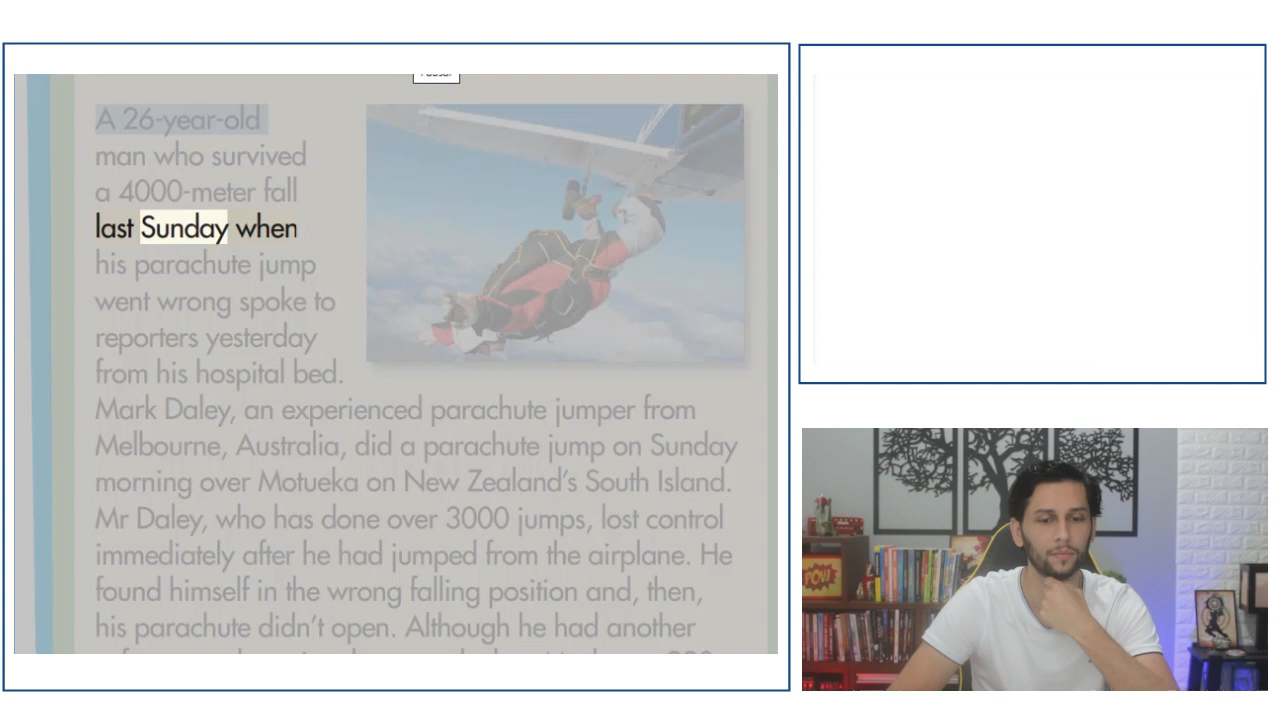 A 26-year-old
man who survived
a 4000-meter fall
last Sunday when
his parachute jump
went wrong spoke to
reporters yesterday
from his hospital bed.
Mark Daley, an experienced parachute jumper from
Melbourne, Australia, did a parachute jump on Sunday
morning over Motueka on New Zealand's South Island.
Mr Daley, who has done over 3000 jumps, lost control
immediately after he had jumped from the airplane. He
found himself in the wrong falling position and, then,
his parachute didn't open. Although he had another
POW